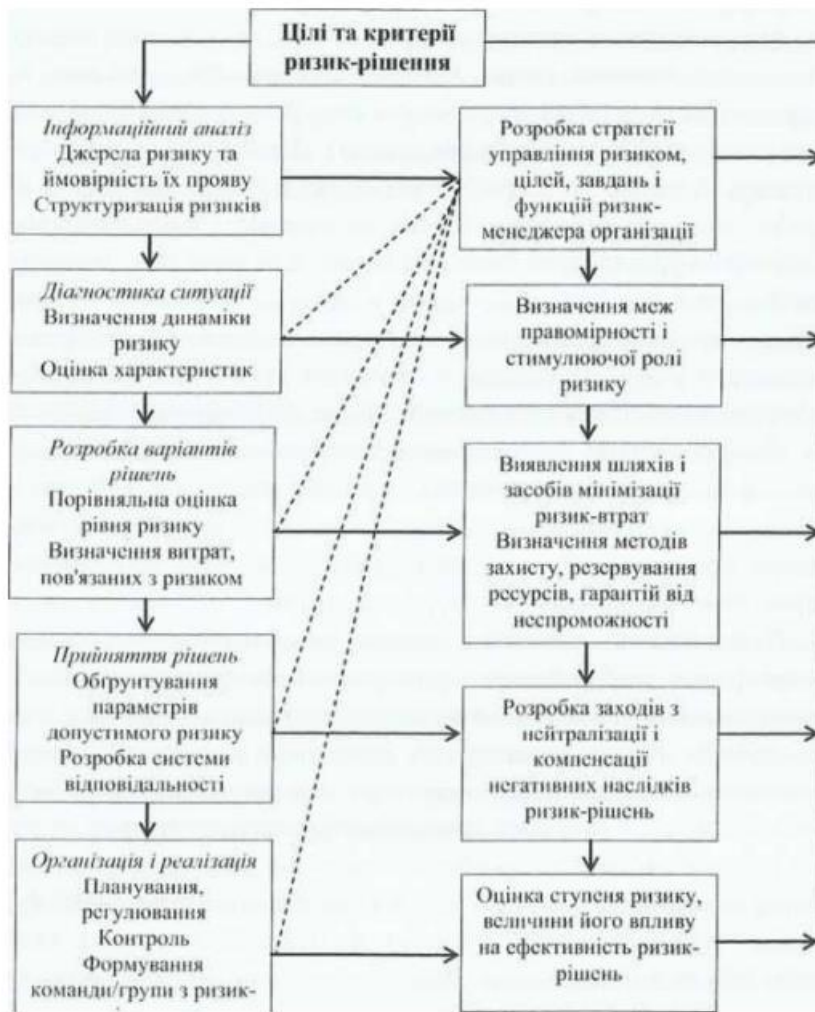 Цілі та критерії
ризик-рішення
Інформаційний аналіз
Джерела ризику та
ймовірність їх прояву
Структуризація ризиків
Розробка стратегії
управління ризиком,
цілей, завдань і
функцій ризик-
менеджера організації
Діагностика ситуації
Визначення динаміки
ризику
Оцінка характеристик
Визначення меж
правомірності і
стимулюючої ролі
ризику
Розробка варіантів
рішень
Порівняльна оцінка
рівня ризику
Визначення витрат,
пов'язаних з ризиком
Виявлення шляхів і
засобів мінімізації
ризик-втрат
Визначення методів
захисту, резервування
ресурсів, гарантій від
неспроможності
Прийняття рішень
Обґрунтування
параметрів
допустимого ризику
Розробка системи
відповідальності
Розробка заходів з
нейтралізації і
компенсації
негативних наслідків
ризик-рішень
Організація і реалізація
Планування,
регулювання
Контроль
Формування
команди/групи з ризик-
Оцінка ступеня ризику,
величини його впливу
на ефективність ризик-
рішень